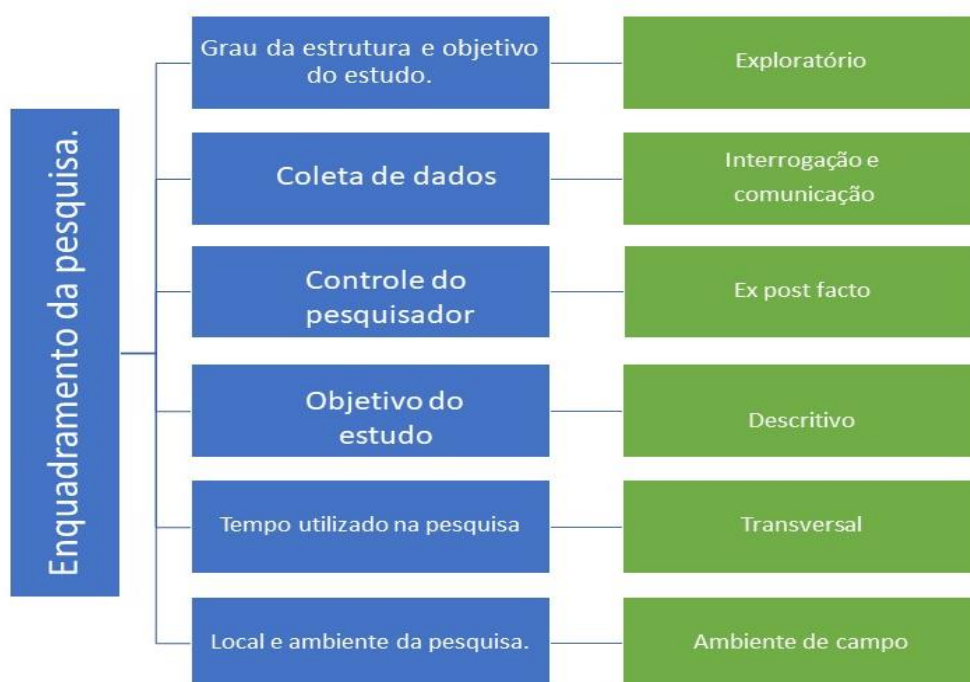 Enquadramento da pesquisa.
Grau da estrutura e objetivo
do estudo.
Exploratório
Coleta de dados
Interrogação e
comunicação
Controle do
pesquisador
Ex post facto
Objetivo do
estudo
Descritivo
Tempo utilizado na pesquisa
Transversal
Local e ambiente da pesquisa.
Ambiente de campo